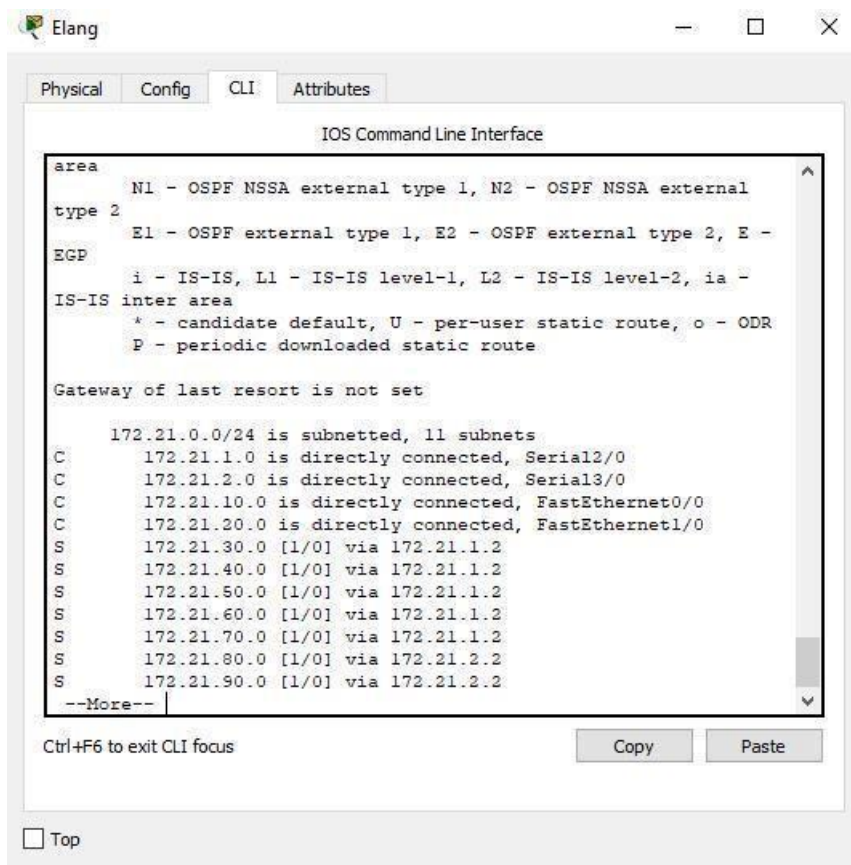 Elang
Physical Config CLI Attributes
IOS Command Line Interface
area
N1 - OSPF NSSA external type 1, N2 - OSPF NSSA external
type 2
E1 - OSPF external type 1, E2 - OSPF external type 2, E -
EGP
i - IS-IS, L1 - IS-IS level-1, L2 - IS-IS level-2, ia -
IS-IS inter area
* - candidate default, U - per-user static route, o - ODR
P - periodic downloaded static route
Gateway of last resort is not set
172.21.0.0/24 is subnetted, 11 subnets
C 172.21.1.0 is directly connected, Serial2/0
C 172.21.2.0 is directly connected, Serial3/0
C 172.21.10.0 is directly connected, FastEthernet0/0
C 172.21.20.0 is directly connected, FastEthernet1/0
S 172.21.30.0 [1/0] via 172.21.1.2
S 172.21.40.0 [1/0] via 172.21.1.2
S 172.21.50.0 [1/0] via 172.21.1.2
S 172.21.60.0 [1/0] via 172.21.1.2
S 172.21.70.0 [1/0] via 172.21.1.2
S 172.21.80.0 [1/0] via 172.21.2.2
S 172.21.90.0 [1/0] via 172.21.2.2
--More--
Ctrl+F6 to exit CLI focus
Copy Paste
Top